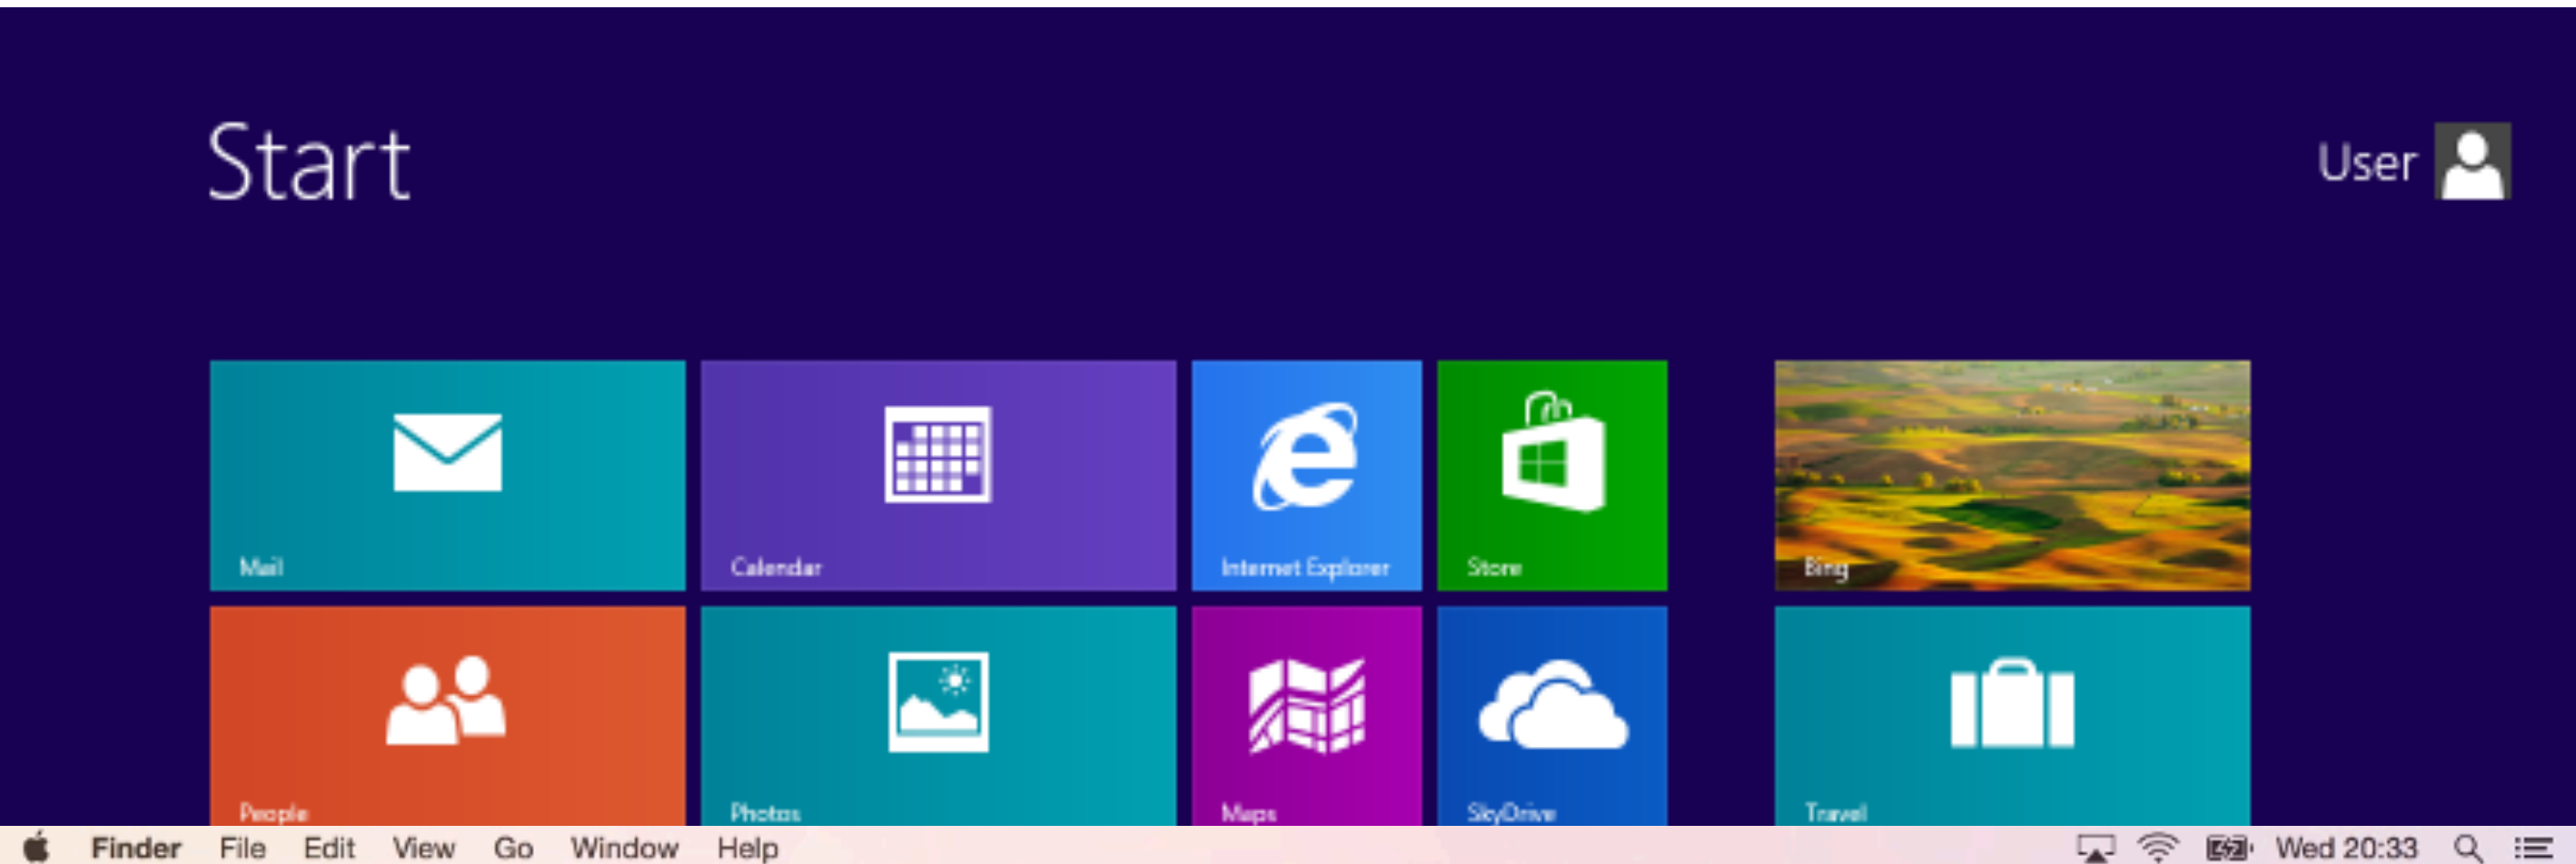 Start
User
Mail
Calendar
Internet Explorer
Store
Bing
People
Photos
Maps
SkyDrive
Travel
Finder File Edit View Go Window Help Wed 20:33